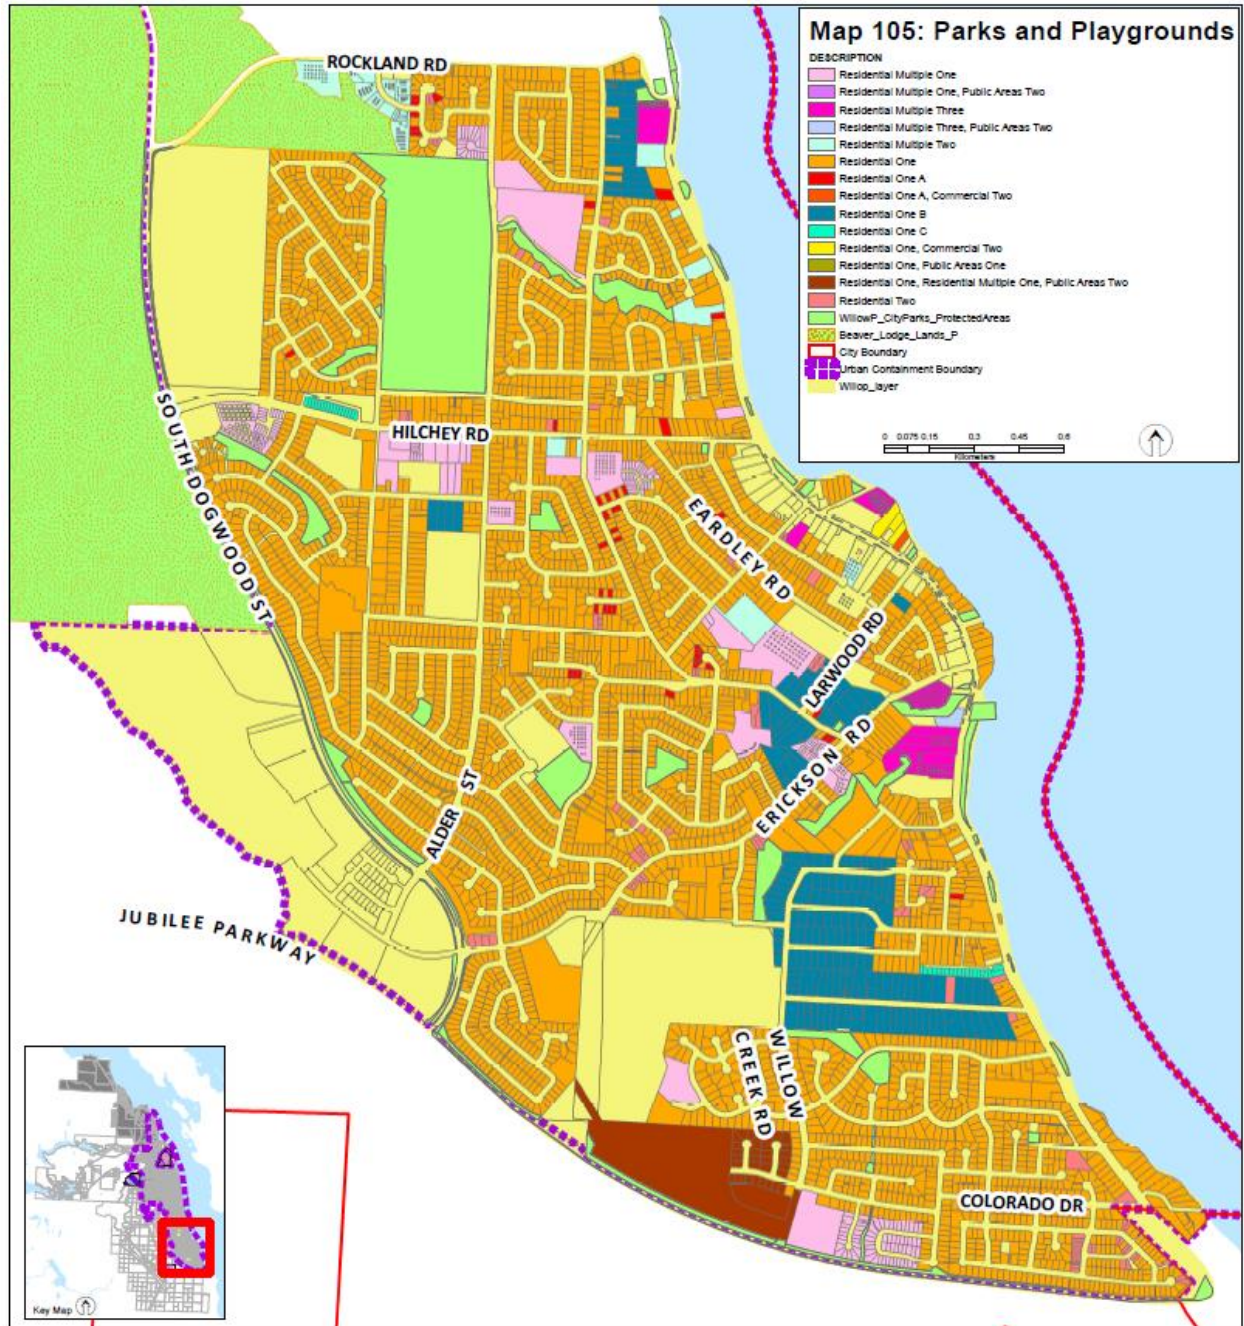 Map 105: Parks and Playgrounds
DESCRIPTION
Residential Multiple One
Residential Multiple One, Public Areas Two
Residential Multiple Three
Residential Multiple Three, Public Areas Two
Residential Multiple Two
Residential One
Residential One A
Residential One A, Commercial Two
Residential One B
Residential One C
Residential One, Commercial Two
Residential One, Public Areas One
Residential One, Residential Multiple One, Public Areas Two
Residential Two
WillowP_CityParks_ProtectedAreas
Beaver_Lodge_Lands_P
City Boundary
Urban Containment Boundary
Willop_layer
0 0.075 0.15 0.3 0.45 0.6
Kilometers
ROCKLAND RD
SOUTH DOGWOOD ST
HILCHEY RD
EARDLEY RD
LARWOOD RD
ERICKSON RD
ALDER ST
JUBILEE PARKWAY
WILLOW
CREEK RD
COLORADO DR
Key Map